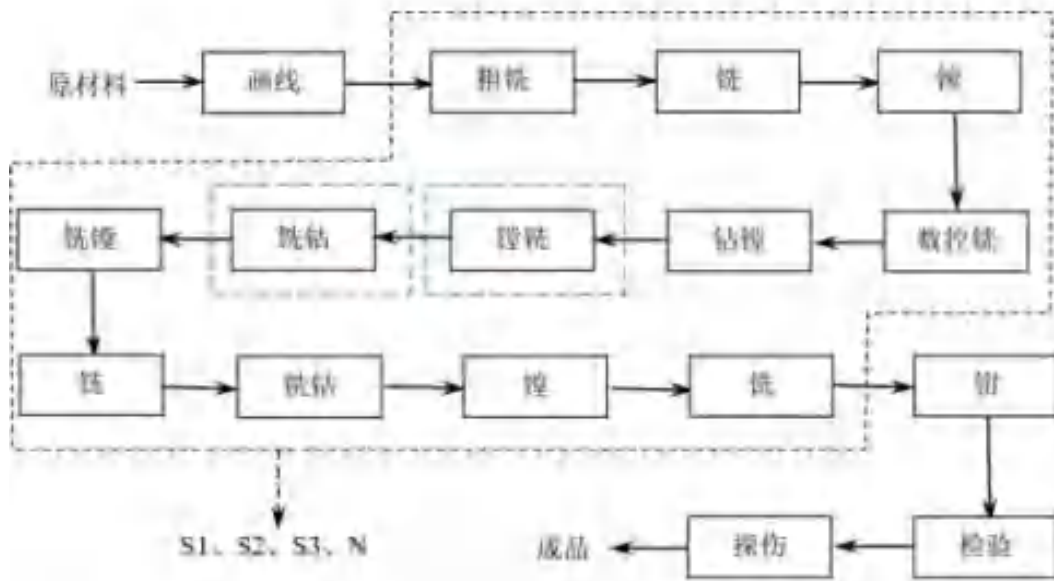 原材料
画线
粗铣
铣
镗
数控铣
钻镗
镗铣
铣钻
铣镗
铣
铣钻
镗
铣
钳
检验
探伤
成品
S1、S2、S3、N